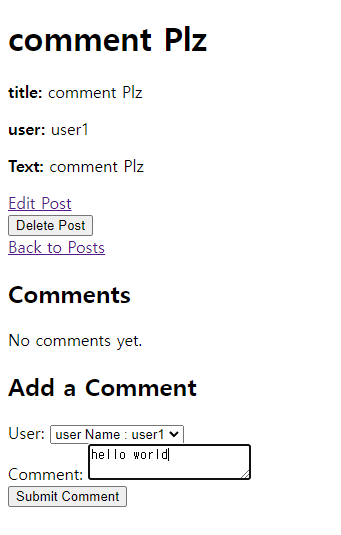 comment Plz
title: comment Plz
user: user1
Text: comment Plz
Edit Post
Delete Post
Back to Posts
Comments
No comments yet.
Add a Comment
User: user Name : user1
Comment: hello world
Submit Comment